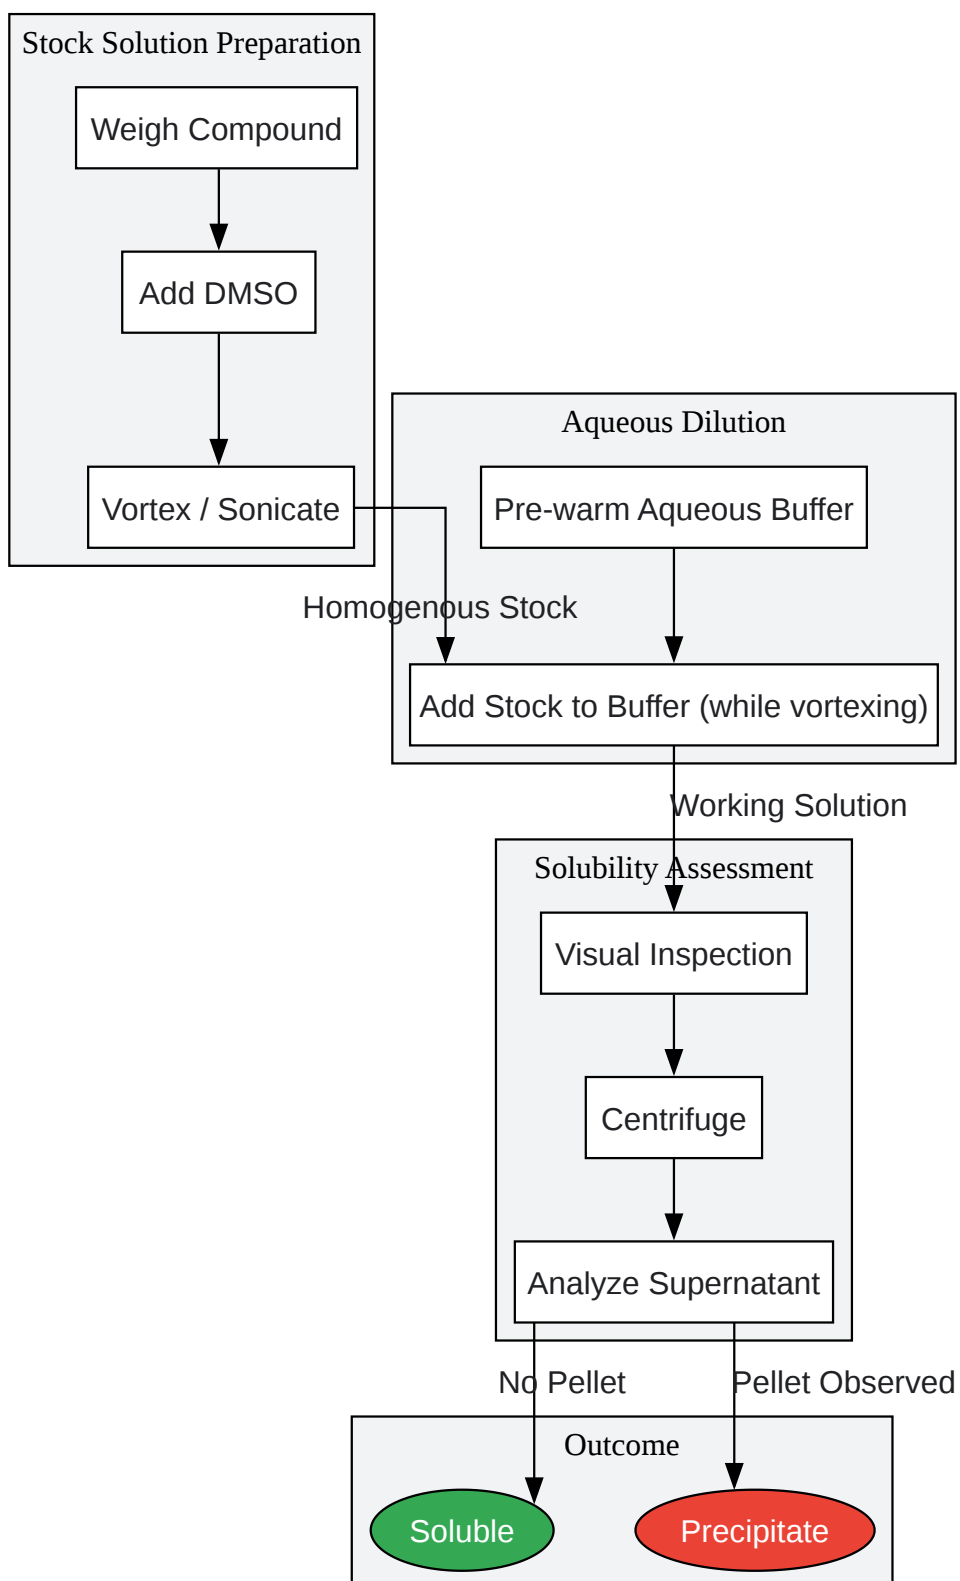 Stock Solution Preparation
Weigh Compound
Add DMSO
Vortex / Sonicate
Aqueous Dilution
Pre-warm Aqueous Buffer
Homogenous Stock
Add Stock to Buffer (while vortexing)
Working Solution
Solubility Assessment
Visual Inspection
Centrifuge
Analyze Supernatant
No Pellet
Pellet Observed
Outcome
Soluble
Precipitate